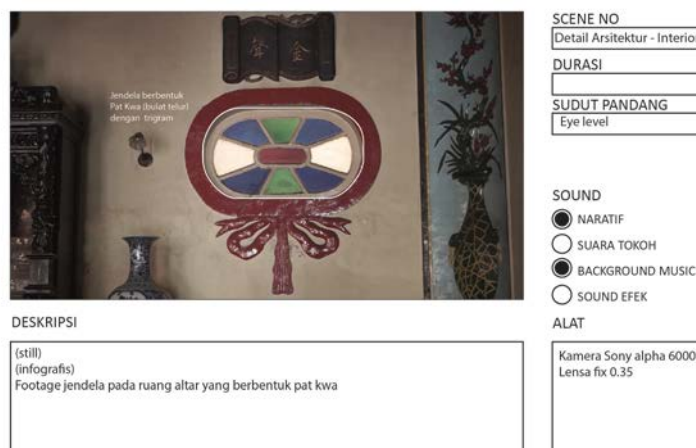 聲 金
Jendela berbentuk
Pat Kwa (bulat telur)
dengan trigram
SCENE NO
Detail Arsitektur - Interior
DURASI
SUDUT PANDANG
Eye level
SOUND
NARATIF
SUARA TOKOH
BACKGROUND MUSIC
SOUND EFEK
DESKRIPSI
(still)
(infografis)
Footage jendela pada ruang altar yang berbentuk pat kwa
ALAT
Kamera Sony alpha 6000
Lensa fix 0.35